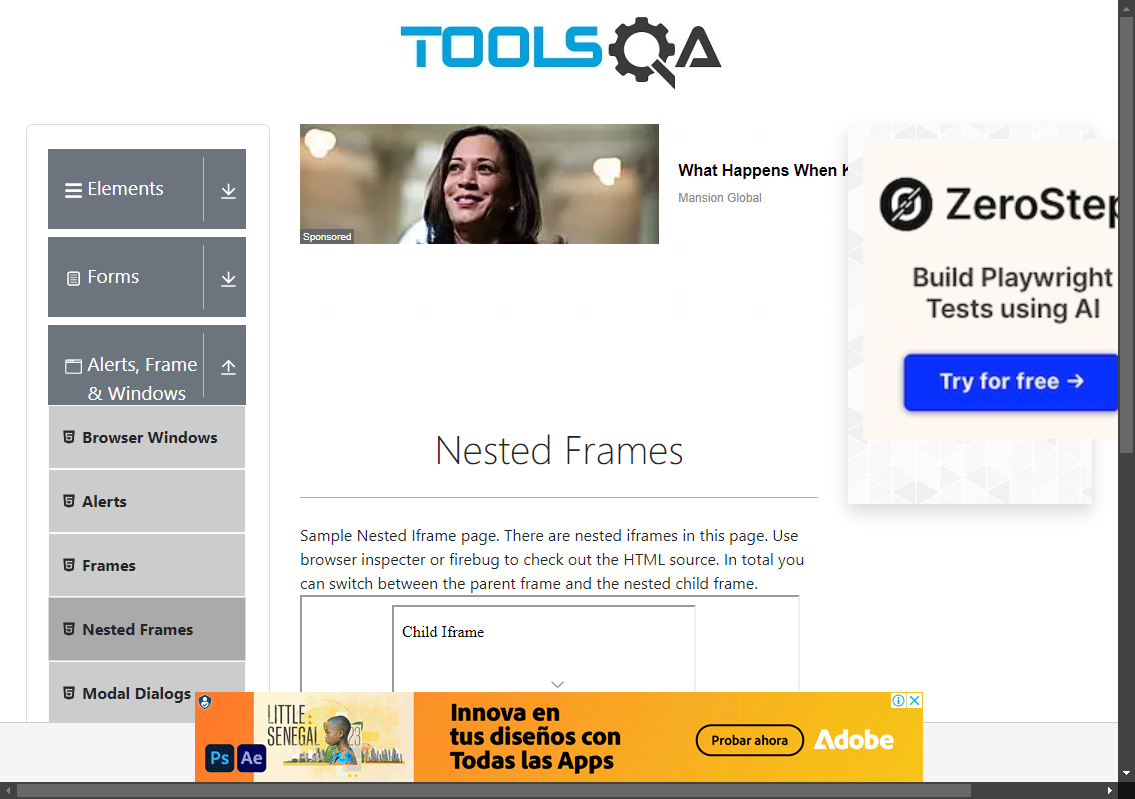 TOOLSQA
Elements
Forms
Alerts, Frame
& Windows
Browser Windows
Alerts
Frames
Nested Frames
Modal Dialogs
Sponsored
What Happens When
Mansion Global
Nested Frames
Sample Nested Iframe page. There are nested iframes in this page. Use
browser inspecter or firebug to check out the HTML source. In total you
can switch between the parent frame and the nested child frame.
Child Iframe
ZeroStep
Build Playwright
Tests using AI
Try for free →
LITTLE
SENEGAL
23
Ps Ae
Innova en
tus diseños con
Todas las Apps
Probar ahora
Adobe